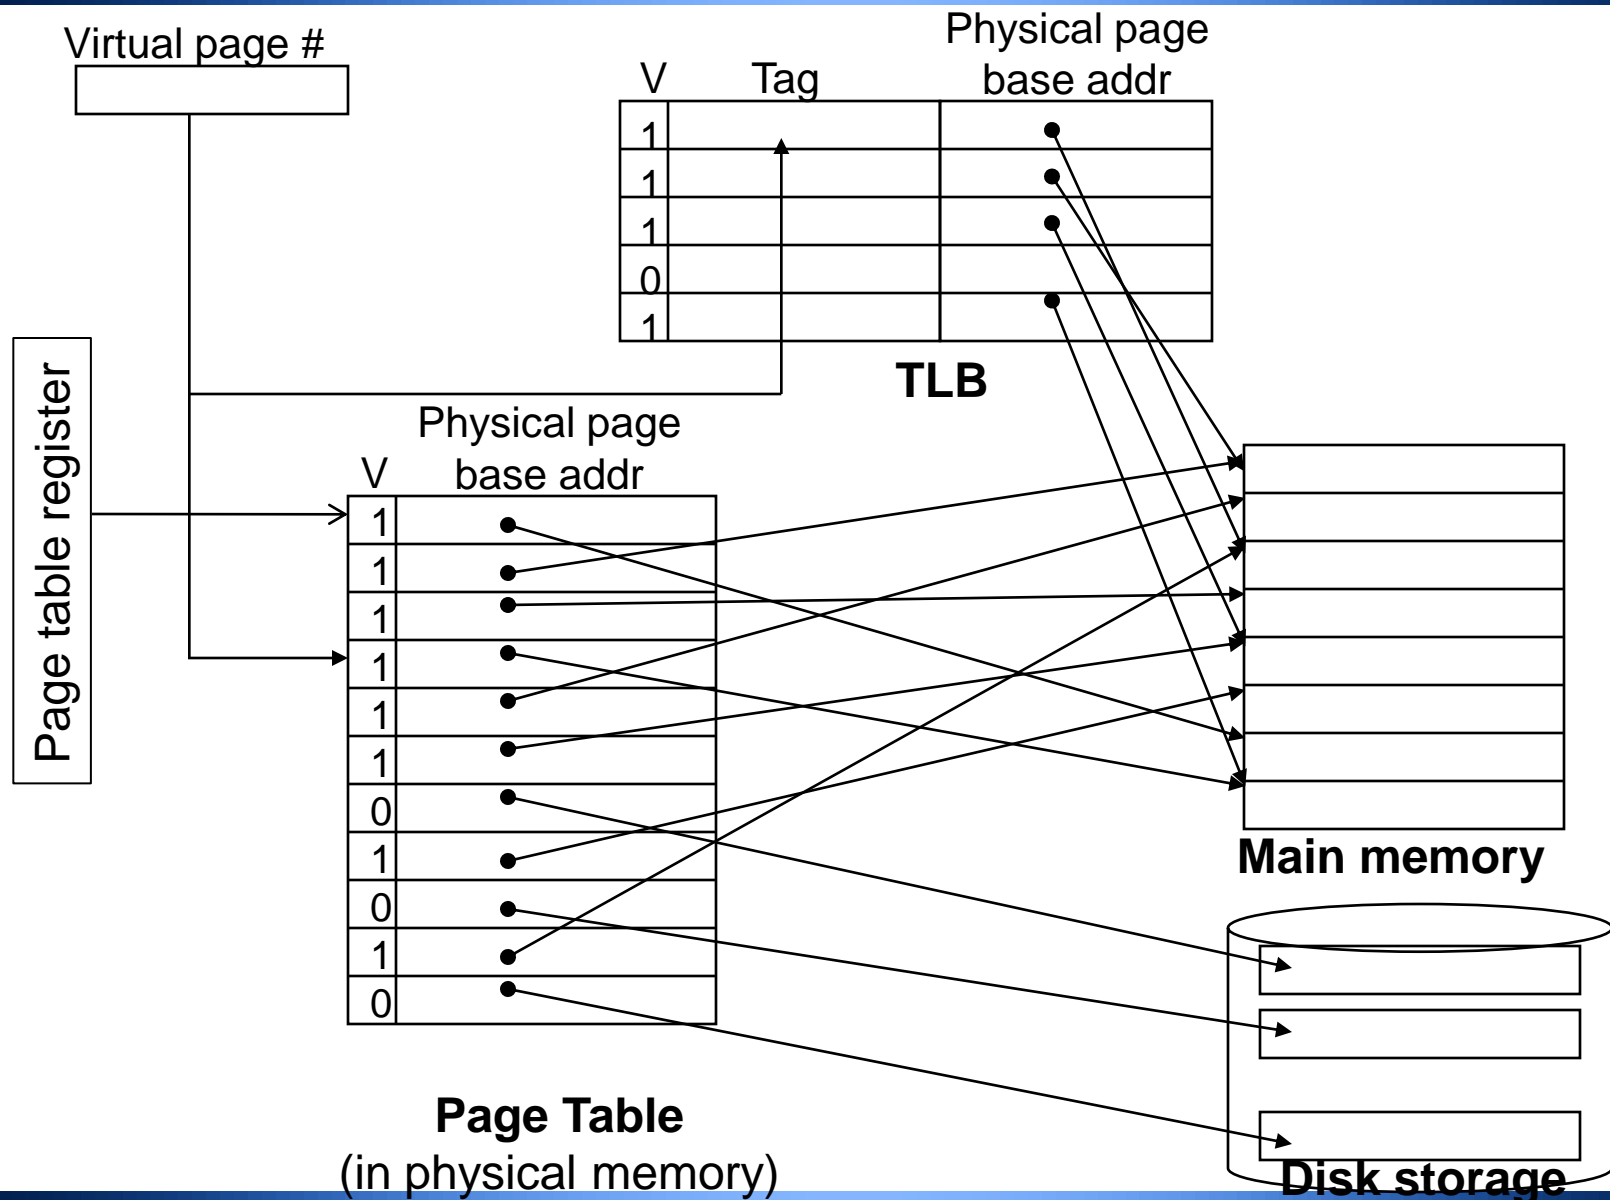 Virtual page #
Physical page
base addr
V
Tag
1
1
1
0
1
TLB
Page table register
Physical page
base addr
V
1
1
1
1
1
1
0
1
0
1
0
Main memory
Page Table
(in physical memory)
Disk storage